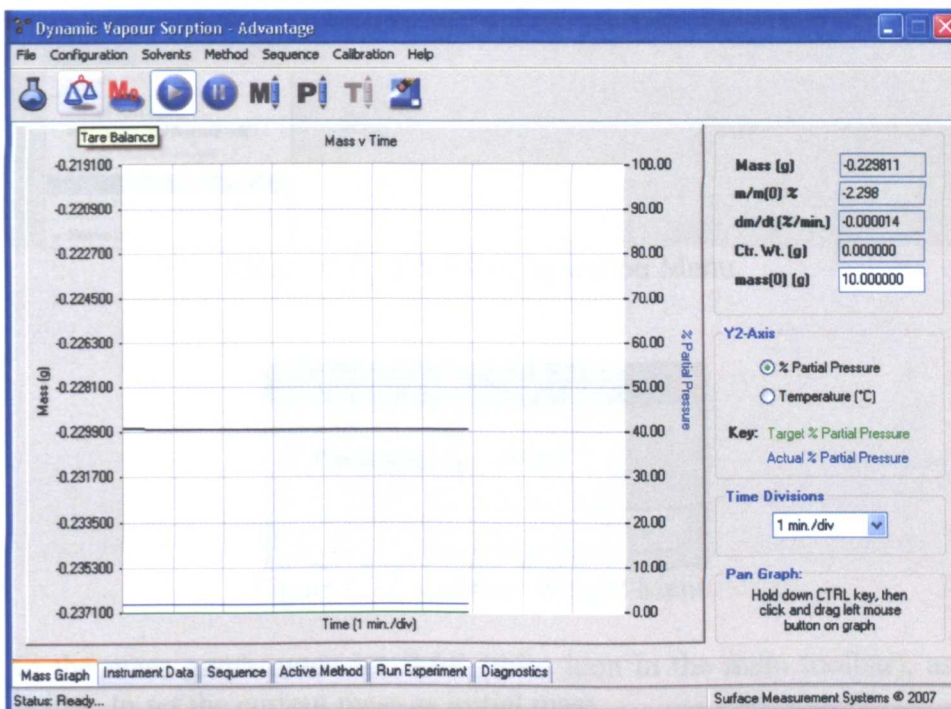 Dynamic Vapour Sorption - Advantage
File Configuration Solvents Method Sequence Calibration Help
M0 M P T
Tare Balance
Mass v Time
-0.219100
-0.220900
-0.222700
-0.224500
-0.226300
-0.228100
-0.229900
-0.231700
-0.233500
-0.235300
-0.237100
Mass (g)
100.00
90.00
80.00
70.00
60.00
50.00
40.00
30.00
20.00
10.00
0.00
% Partial Pressure
Time (1 min./div)
Mass (g) -0.229811
m/m(0) % -2.298
dm/dt (%/min.) -0.000014
Ctr. Wt. (g) 0.000000
mass(0) (g) 10.000000
Y2-Axis
% Partial Pressure
Temperature (°C)
Key: Target % Partial Pressure
Actual % Partial Pressure
Time Divisions
1 min./div
Pan Graph:
Hold down CTRL key, then
click and drag left mouse
button on graph
Mass Graph Instrument Data Sequence Active Method Run Experiment Diagnostics
Status: Ready...
Surface Measurement Systems © 2007